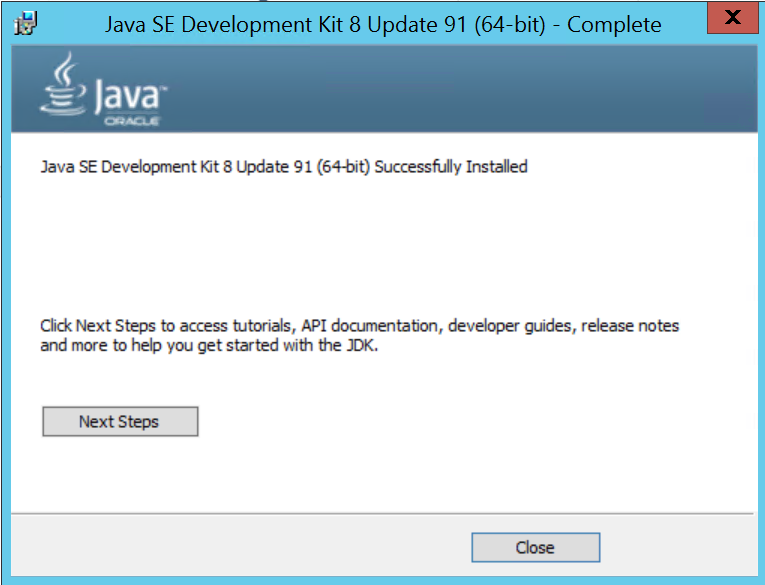 Java SE Development Kit 8 Update 91 (64-bit) - Complete
X
Java™
ORACLE
Java SE Development Kit 8 Update 91 (64-bit) Successfully Installed
Click Next Steps to access tutorials, API documentation, developer guides, release notes
and more to help you get started with the JDK.
Next Steps
Close